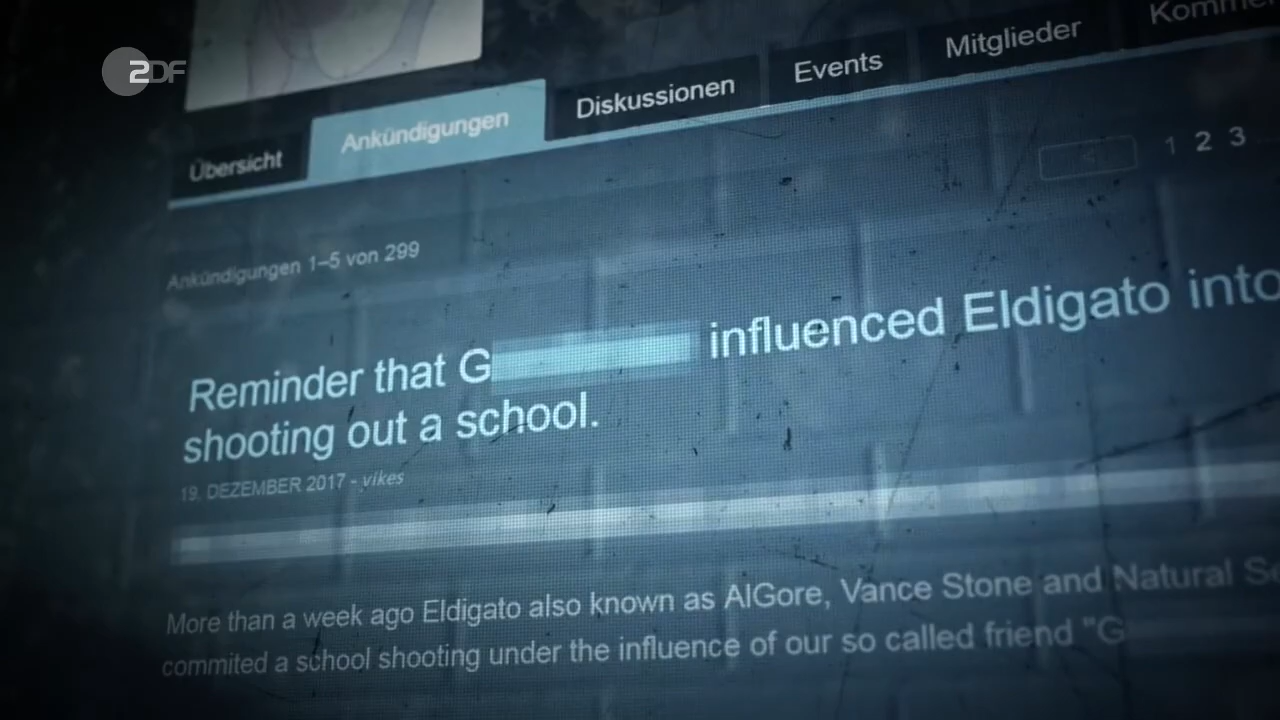 ZDF
Komme
Mitglieder
Events
Diskussionen
Ankündigungen
Übersicht
1 2 3
Ankündigungen 1–5 von 299
Reminder that G influenced Eldigato into
shooting out a school.
19. DEZEMBER 2017 - vikes
More than a week ago Eldigato also known as AlGore, Vance Stone and Natural Se
commited a school shooting under the influence of our so called friend "G